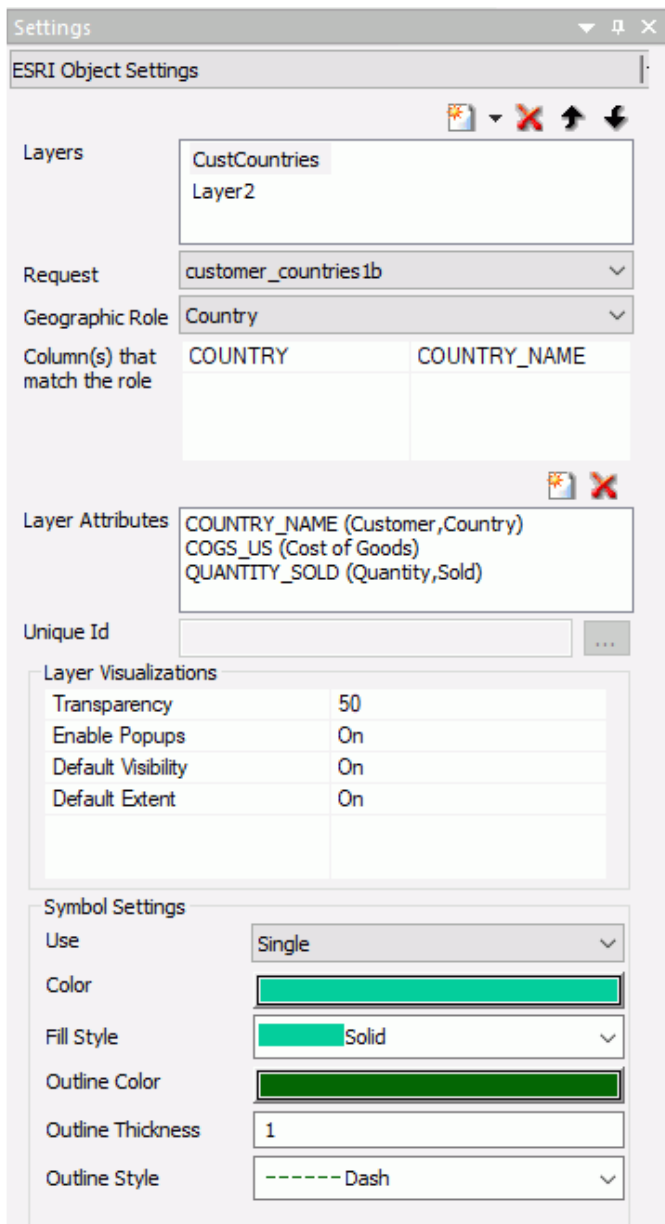 Settings
ESRI Object Settings
Layers
CustCountries
Layer2
Request customer_countries1b
Geographic Role Country
Column(s) that match the role COUNTRY COUNTRY_NAME
Layer Attributes COUNTRY_NAME (Customer,Country)
COGS_US (Cost of Goods)
QUANTITY_SOLD (Quantity,Sold)
Unique Id ...
Layer Visualizations
Transparency 50
Enable Popups On
Default Visibility On
Default Extent On
Symbol Settings
Use Single
Color
Fill Style Solid
Outline Color
Outline Thickness 1
Outline Style Dash